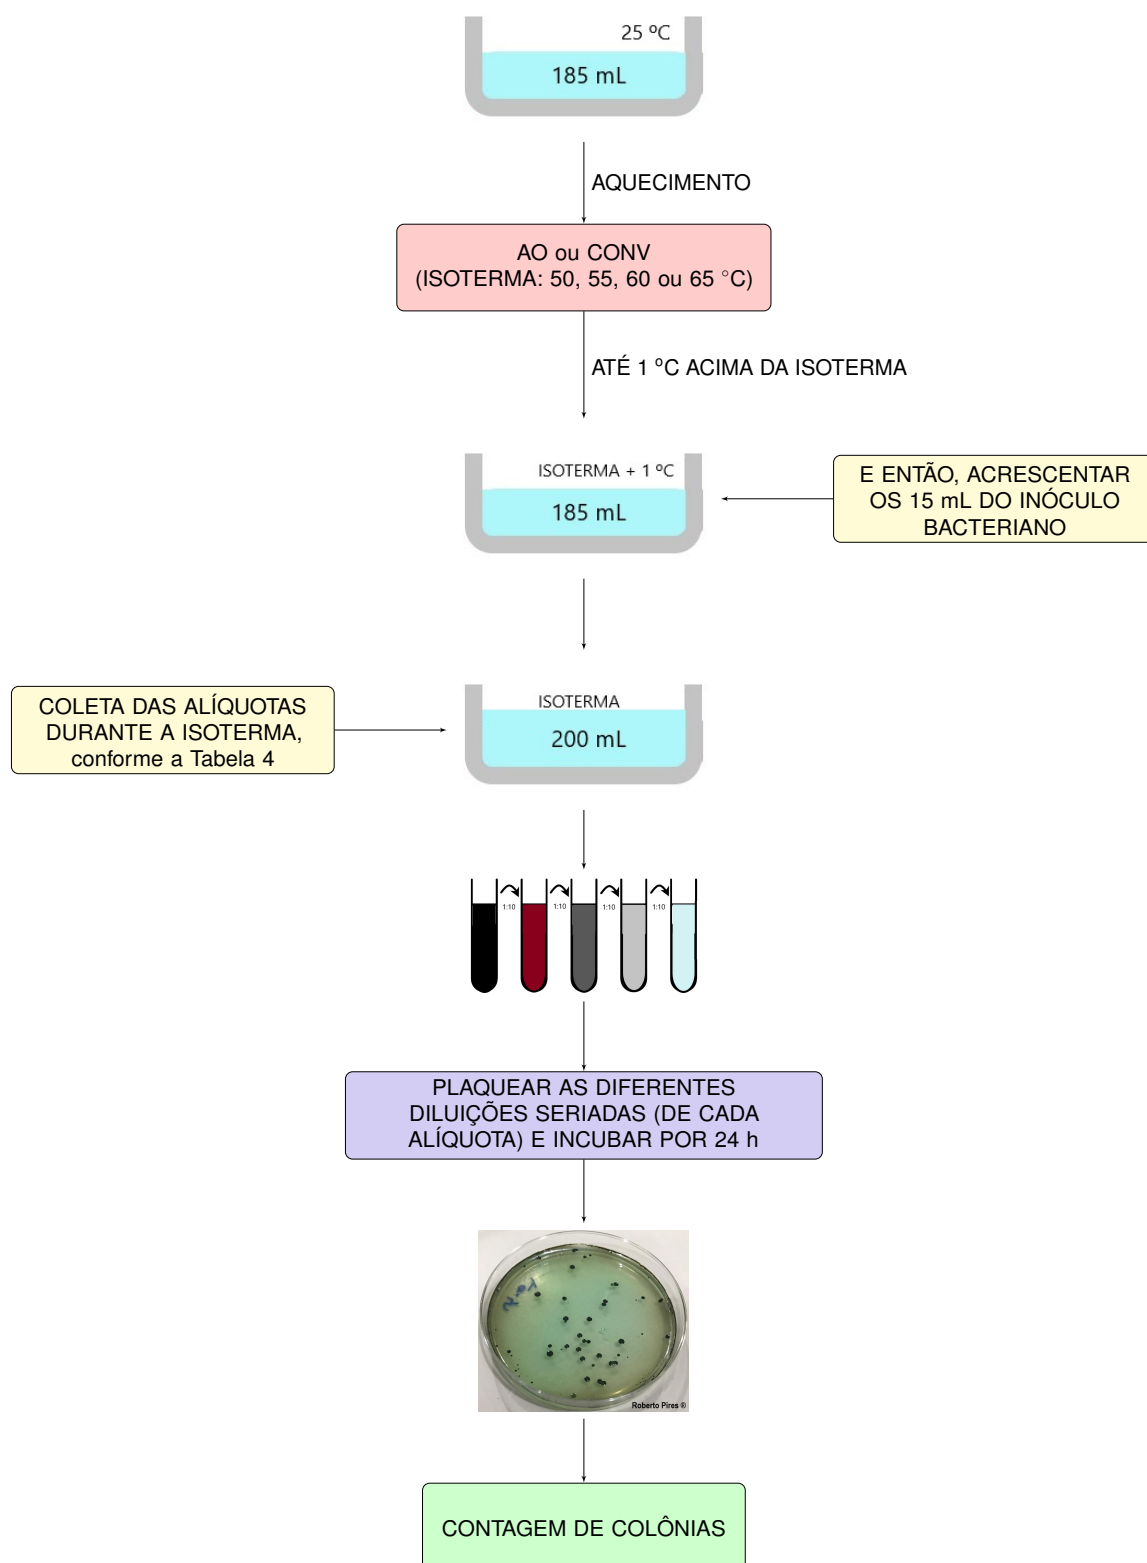 25 ºC
185 mL
AQUECIMENTO
AO ou CONV
(ISOTERMA: 50, 55, 60 ou 65 °C)
ATÉ 1 ºC ACIMA DA ISOTERMA
ISOTERMA + 1 ºC
185 mL
E ENTÃO, ACRESCENTAR
OS 15 mL DO INÓCULO
BACTERIANO
COLETA DAS ALÍQUOTAS
DURANTE A ISOTERMA,
conforme a Tabela 4
ISOTERMA
200 mL
1:10 1:10 1:10 1:10
PLAQUEAR AS DIFERENTES
DILUIÇÕES SERIADAS (DE CADA
ALÍQUOTA) E INCUBAR POR 24 h
Roberto Pires ®
CONTAGEM DE COLÔNIAS